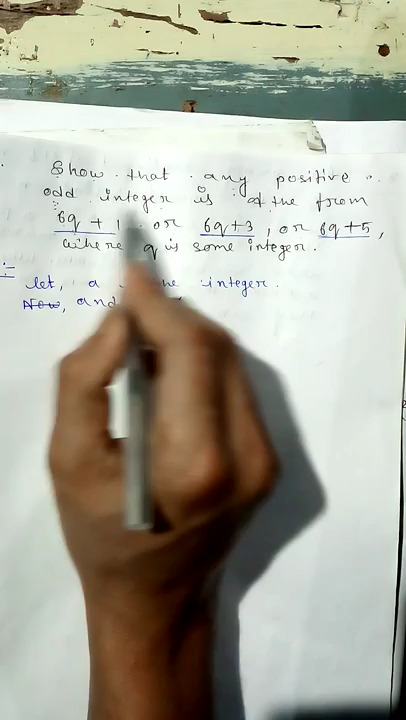 Show that any positive
odd integer is of the from
6q + 1 or 6q+3, or 6q+5,
where q is some integer.
let, a integer.
Now, and